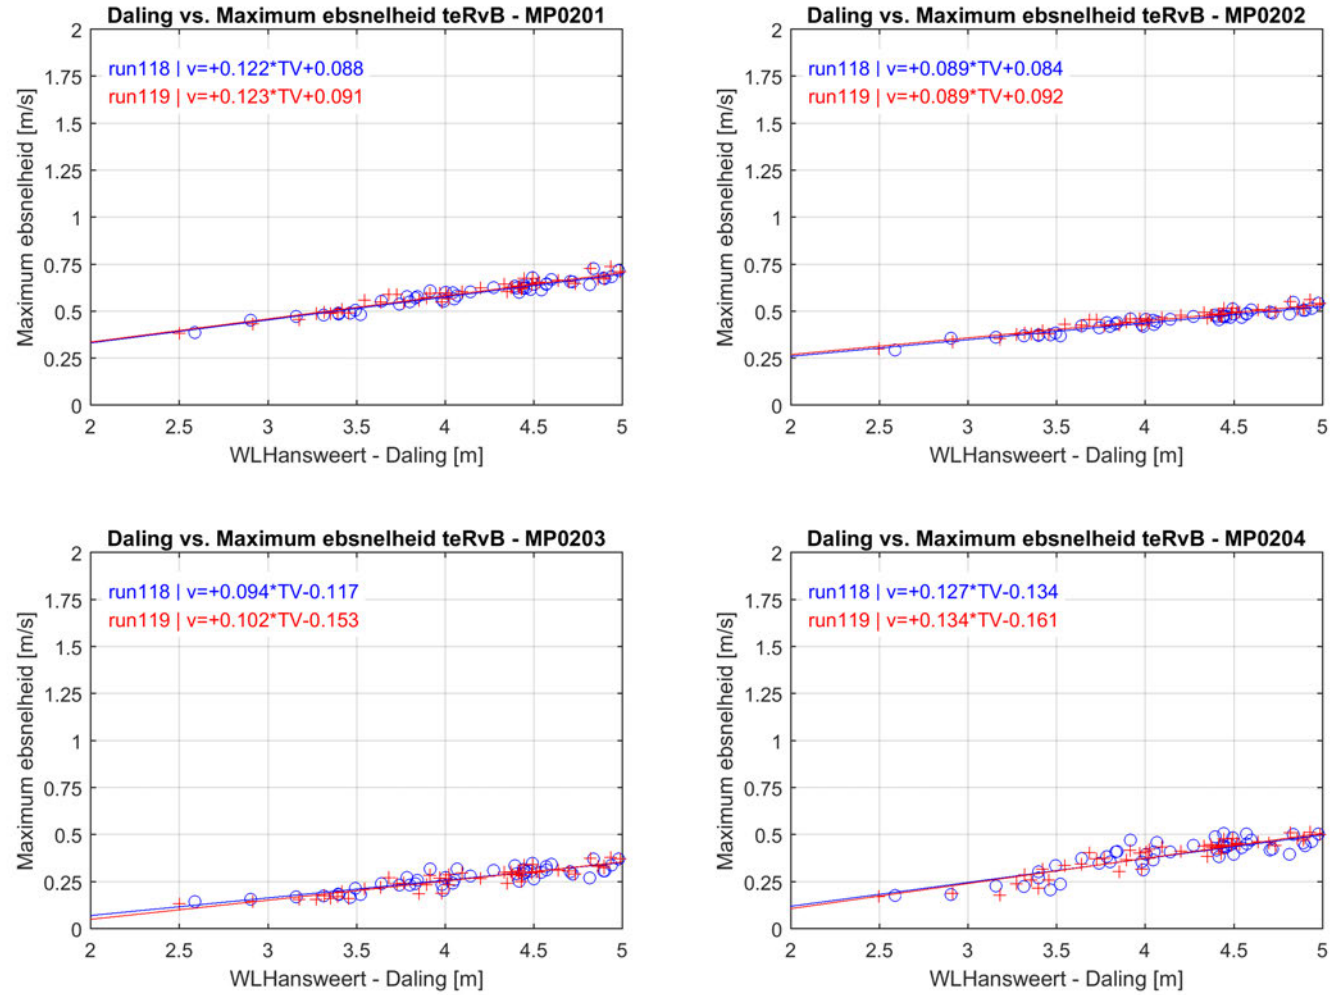 Daling vs. Maximum ebsnelheid teRvB - MP0201
run118 | v=+0.122*TV+0.088
run119 | v=+0.123*TV+0.091
2
1.75
1.5
1.25
1
0.75
0.5
0.25
0
Maximum ebsnelheid [m/s]
2 2.5 3 3.5 4 4.5 5
WLHansweert - Daling [m]
Daling vs. Maximum ebsnelheid teRvB - MP0202
run118 | v=+0.089*TV+0.084
run119 | v=+0.089*TV+0.092
2
1.75
1.5
1.25
1
0.75
0.5
0.25
0
Maximum ebsnelheid [m/s]
2 2.5 3 3.5 4 4.5 5
WLHansweert - Daling [m]
Daling vs. Maximum ebsnelheid teRvB - MP0203
run118 | v=+0.094*TV-0.117
run119 | v=+0.102*TV-0.153
2
1.75
1.5
1.25
1
0.75
0.5
0.25
0
Maximum ebsnelheid [m/s]
2 2.5 3 3.5 4 4.5 5
WLHansweert - Daling [m]
Daling vs. Maximum ebsnelheid teRvB - MP0204
run118 | v=+0.127*TV-0.134
run119 | v=+0.134*TV-0.161
2
1.75
1.5
1.25
1
0.75
0.5
0.25
0
Maximum ebsnelheid [m/s]
2 2.5 3 3.5 4 4.5 5
WLHansweert - Daling [m]